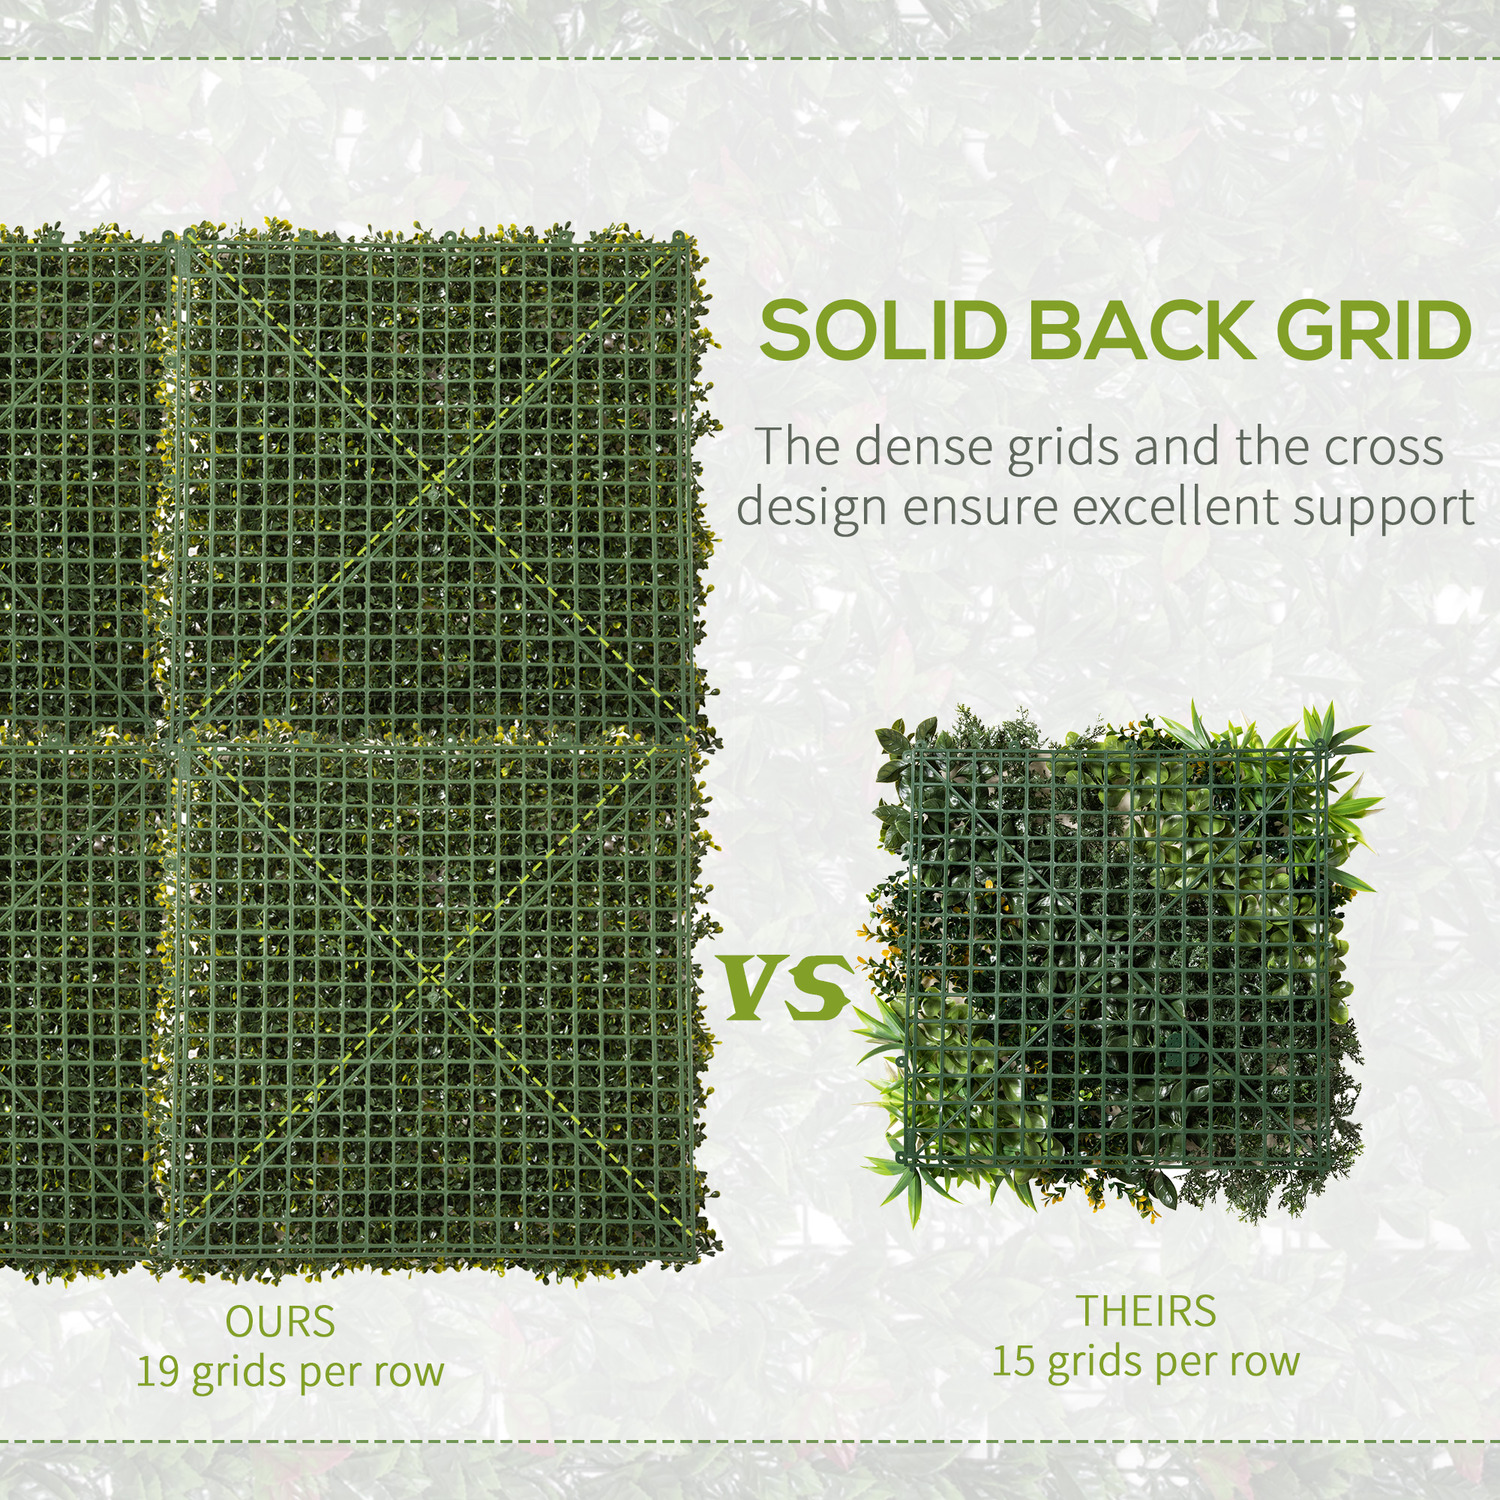 SOLID BACK GRID
The dense grids and the cross
design ensure excellent support
VS
OURS
19 grids per row
THEIRS
15 grids per row